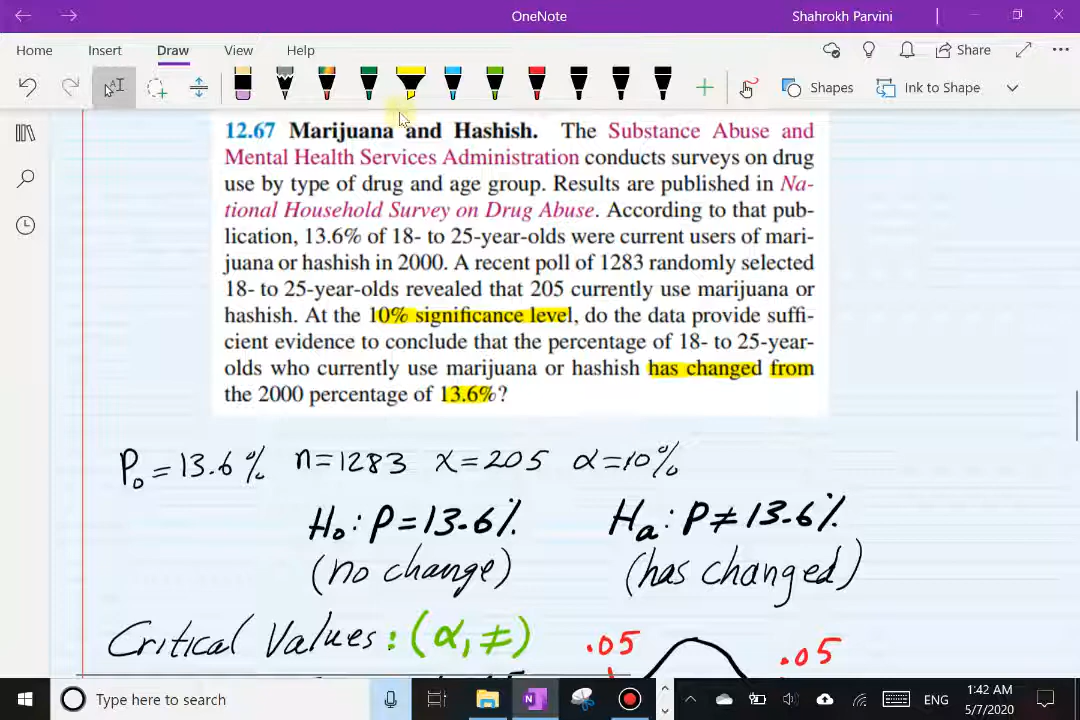 OneNote
Shahrokh Parvini
Home Insert Draw View Help
Share
Shapes
Ink to Shape
12.67 Marijuana and Hashish. The Substance Abuse and
Mental Health Services Administration conducts surveys on drug
use by type of drug and age group. Results are published in Na-
tional Household Survey on Drug Abuse. According to that pub-
lication, 13.6% of 18- to 25-year-olds were current users of mari-
juana or hashish in 2000. A recent poll of 1283 randomly selected
18- to 25-year-olds revealed that 205 currently use marijuana or
hashish. At the 10% significance level, do the data provide suffi-
cient evidence to conclude that the percentage of 18- to 25-year-
olds who currently use marijuana or hashish has changed from
the 2000 percentage of 13.6%?
P₀ = 13.6% n=1283 x=205 α=10%
H₀: P=13.6% Ha: P≠13.6%
(no change) (has changed)
Critical Values: (α, ≠) .05 .05
Type here to search
ENG
1:42 AM
5/7/2020